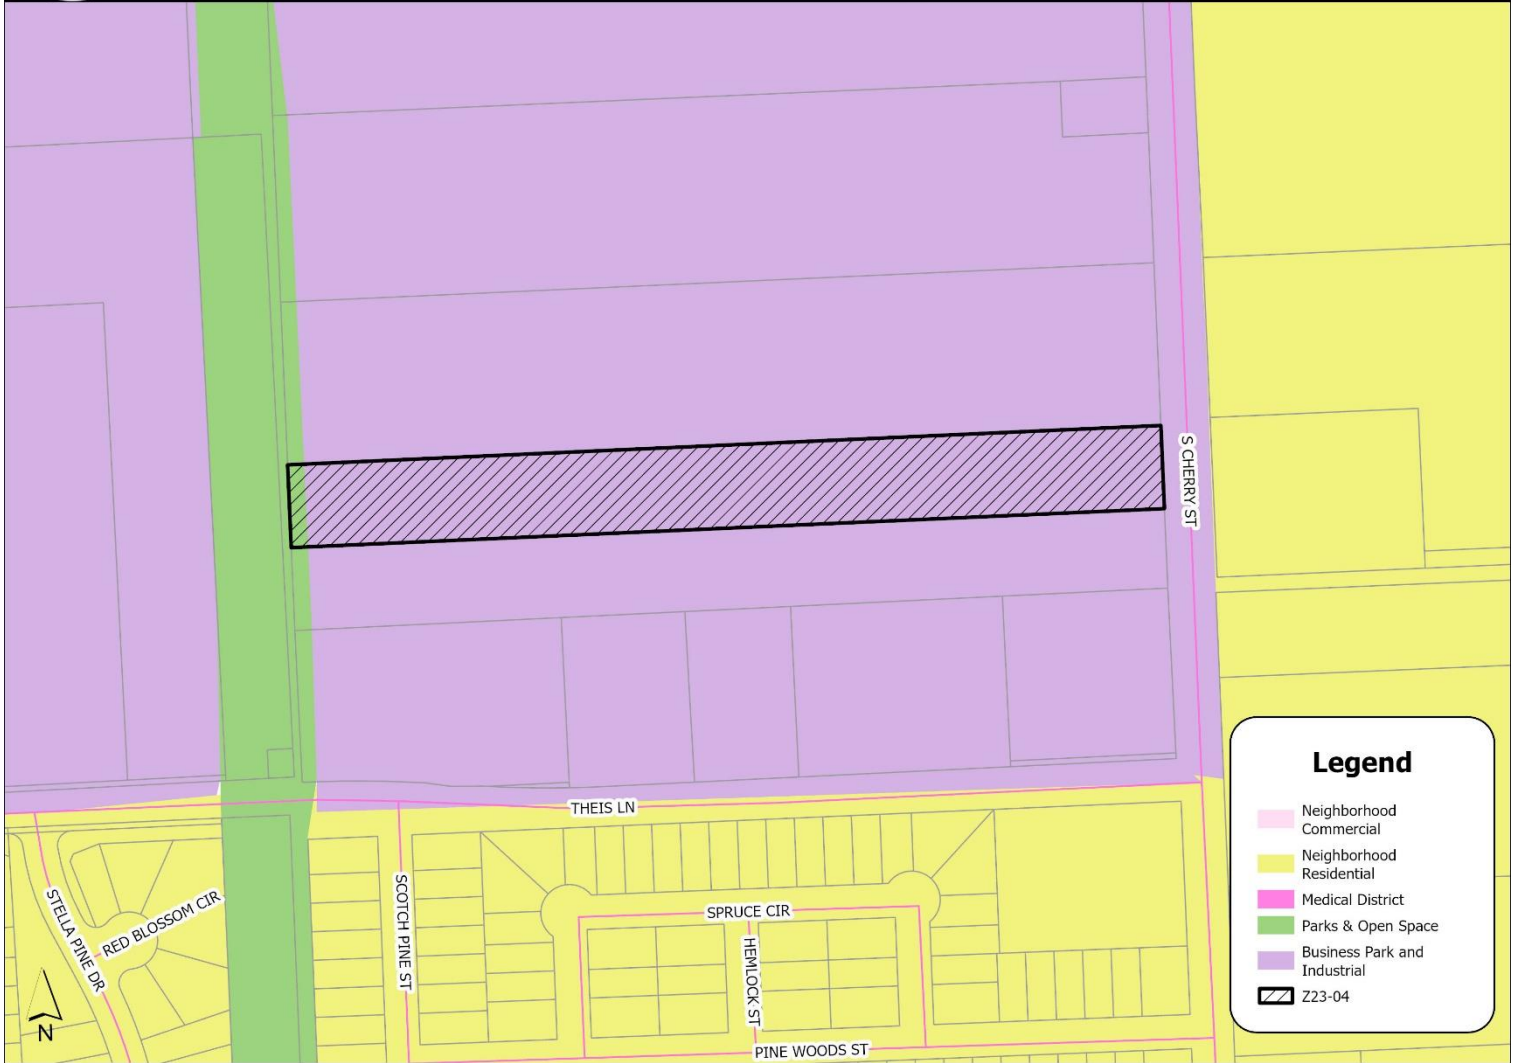 S CHERRY ST
THEIS LN
STELLA PINE DR
RED BLOSSOM CIR
SCOTCH PINE ST
SPRUCE CIR
HEMLOCK ST
PINE WOODS ST
N
Legend
Neighborhood
Commercial
Neighborhood
Residential
Medical District
Parks & Open Space
Business Park and
Industrial
Z23-04